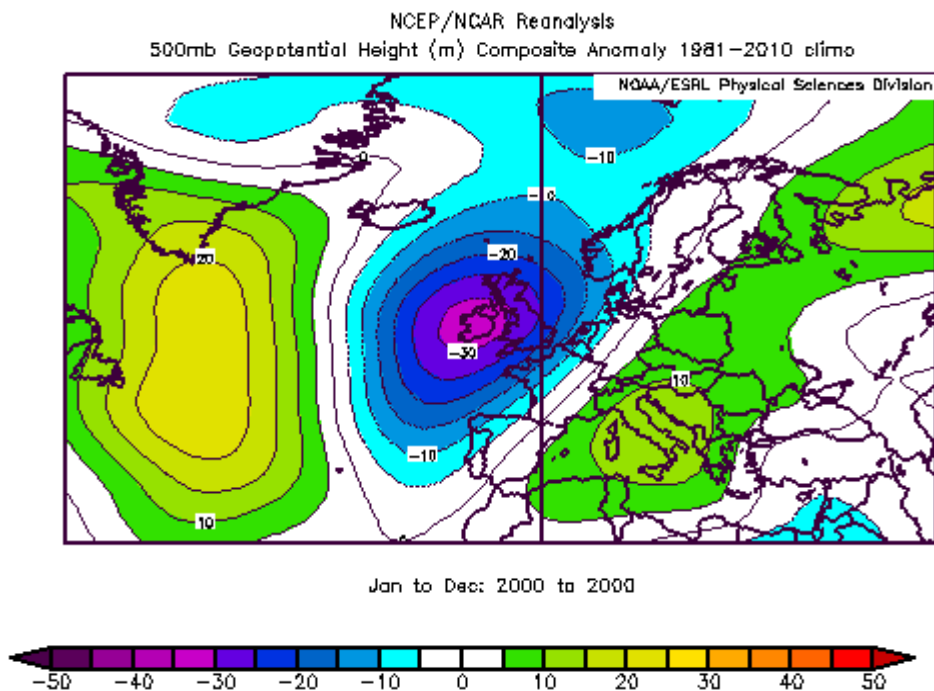 NCEP/NCAR Reanalysis
500mb Geopotential Height (m) Composite Anomaly 1981-2010 climo
NOAA/ESRL Physical Sciences Division
0
-10
-10
-20
20
-30
10
-10
10
Jan to Dec: 2000 to 2000
-50 -40 -30 -20 -10 0 10 20 30 40 50